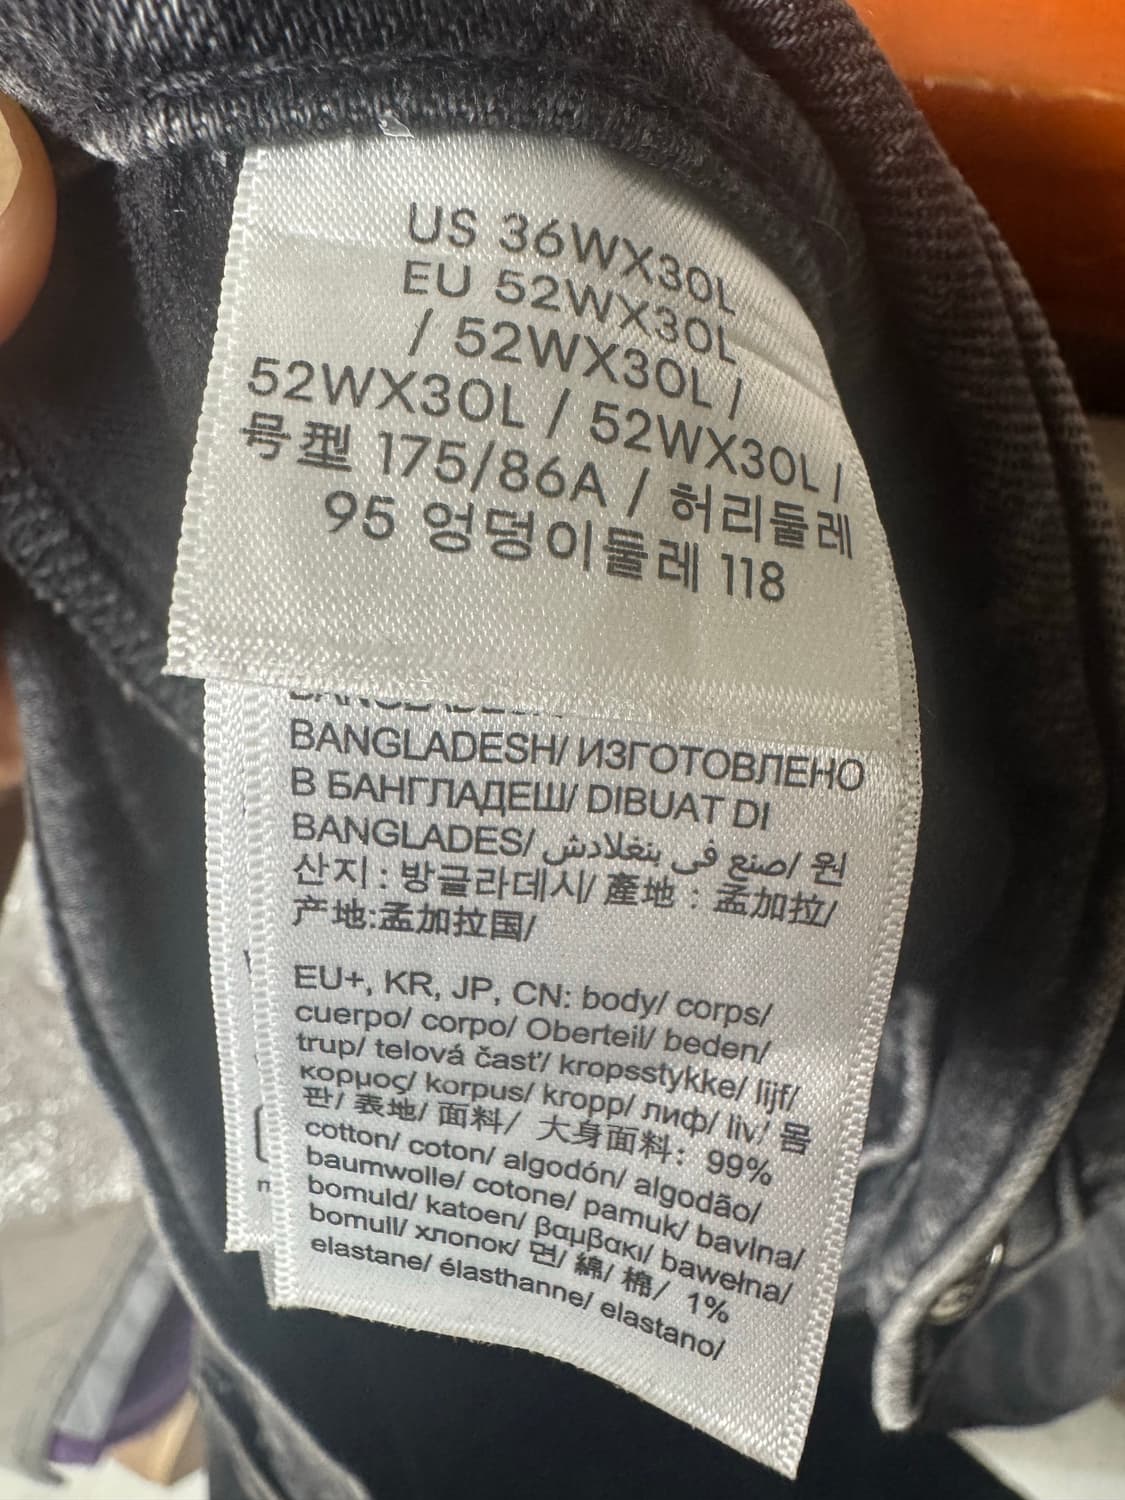 US 36WX30L
EU 52WX30L
/ 52WX30L /
52WX30L / 52WX30L /
号型 175/86A / 허리둘레
95 엉덩이둘레 118
BANGLADESH/ ИЗГОТОВЛЕНО
В БАНГЛАДЕШ/ DIBUAT DI
BANGLADES/ صنع في بنغلادش/ 원
산지 : 방글라데시/ 產地 : 孟加拉/
产地:孟加拉国/
EU+, KR, JP, CN: body/ corps/
cuerpo/ corpo/ Oberteil/ beden/
trup/ telová časť/ kropsstykke/ lijf/
κορμος/ korpus/ kropp/ лиф/ liv/ 몸
판/ 表地/ 面料/ 大身面料: 99%
cotton/ coton/ algodón/ algodão/
baumwolle/ cotone/ pamuk/ bavlna/
bomuld/ katoen/ βαμβακι/ bawełna/
bomull/ хлопок/ 면/ 綿/ 棉/ 1%
elastane/ élasthanne/ elastano/